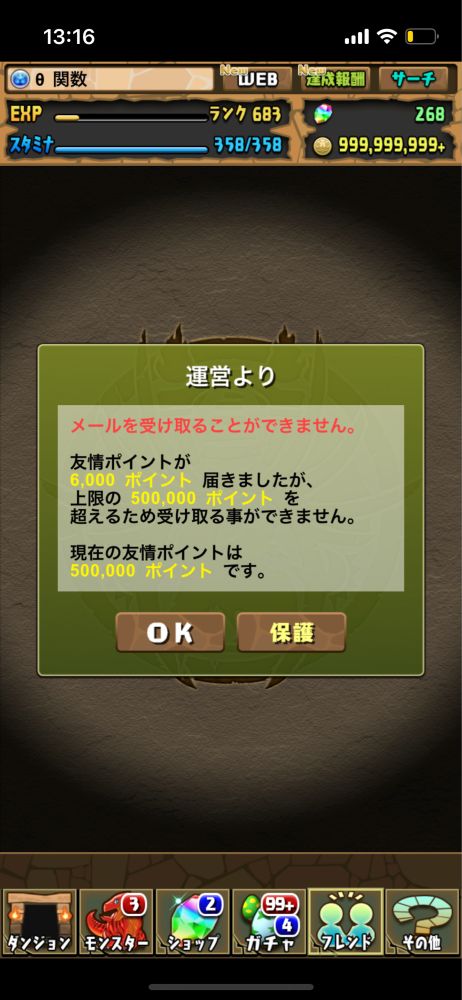 13:16
θ 関数
New
WEB
New
達成報酬
サーチ
EXP
ランク 683
268
スタミナ
358/358
999,999,999+
運営より
メールを受け取ることができません。
友情ポイントが
6,000 ポイント 届きましたが、
上限の 500,000 ポイント を
超えるため受け取る事ができません。
現在の友情ポイントは
500,000 ポイント です。
OK
保護
3
2
99+
4
ダンジョン
モンスター
ショップ
ガチャ
フレンド
その他